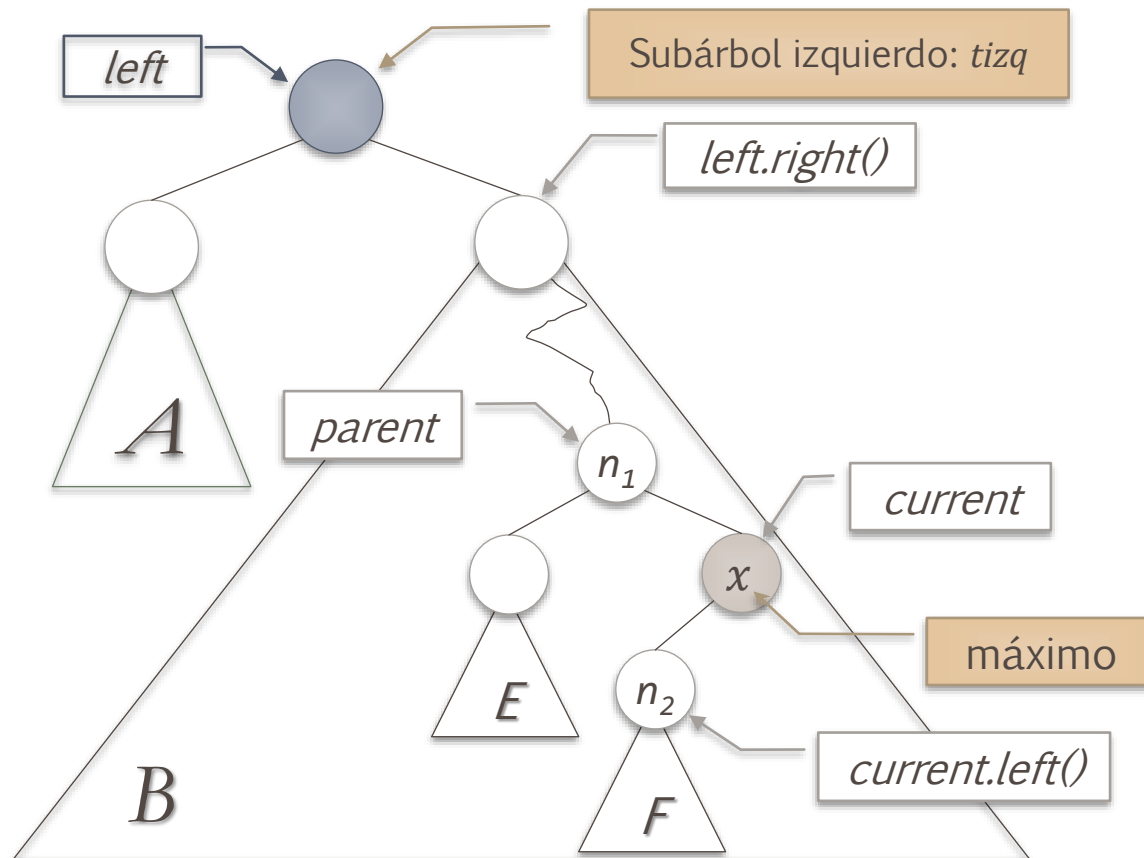 left
Subárbol izquierdo: tizq
left.right()
A
parent
n₁
current
x
máximo
E
n₂
current.left()
B
F